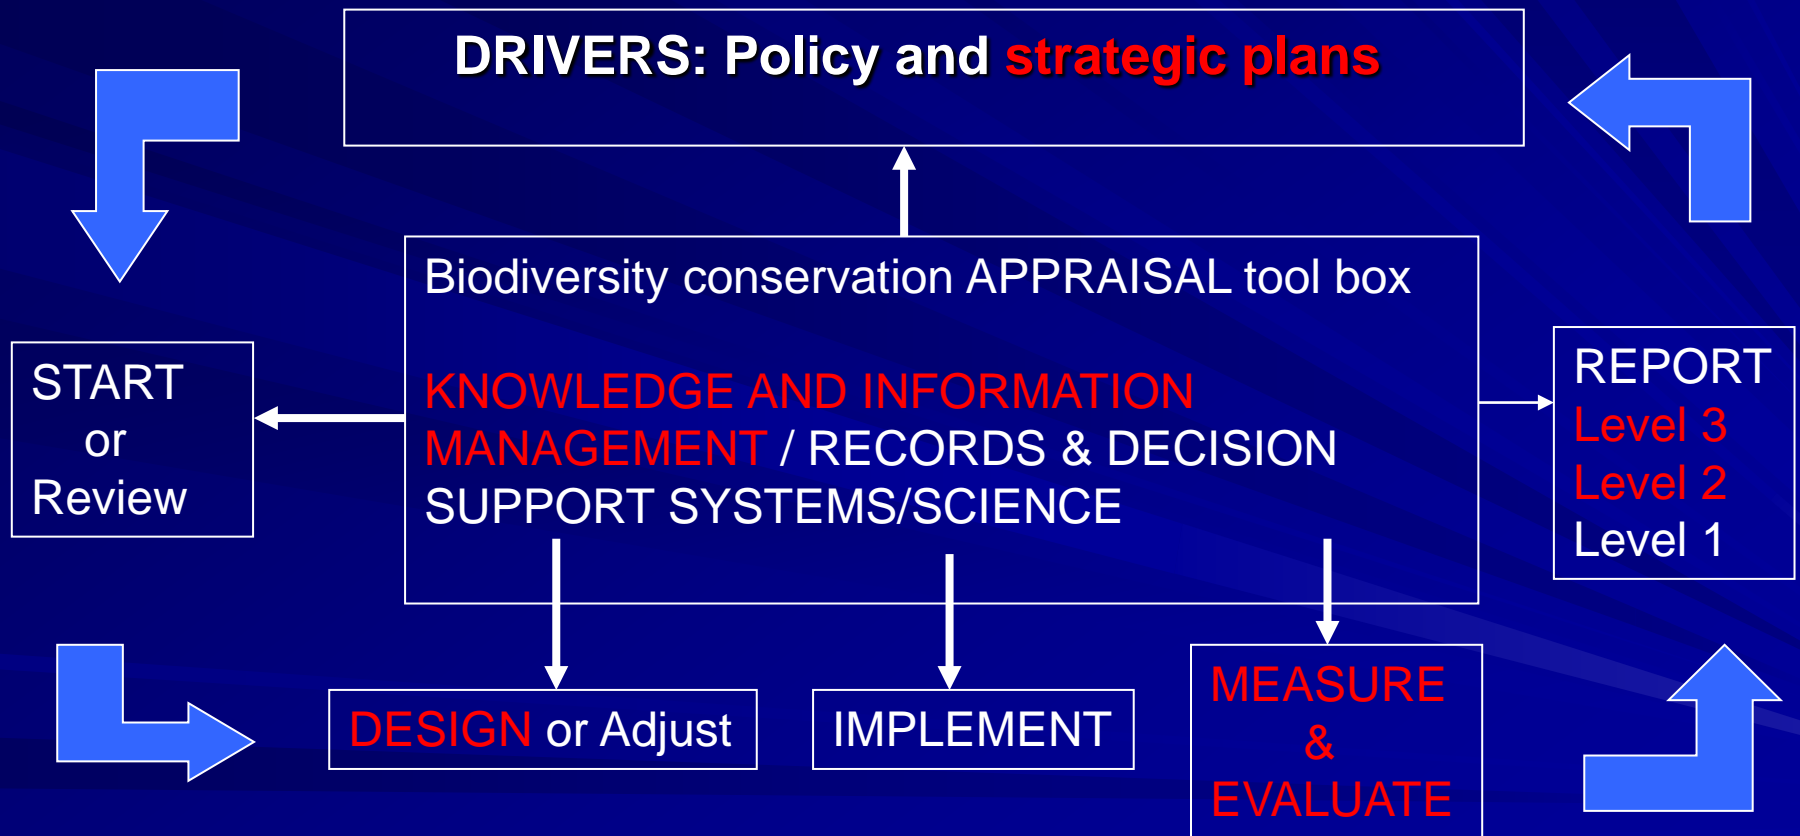 DRIVERS: Policy and strategic plans
Biodiversity conservation APPRAISAL tool box
KNOWLEDGE AND INFORMATION
MANAGEMENT / RECORDS & DECISION
SUPPORT SYSTEMS/SCIENCE
START
or
Review
REPORT
Level 3
Level 2
Level 1
DESIGN or Adjust
IMPLEMENT
MEASURE
&
EVALUATE